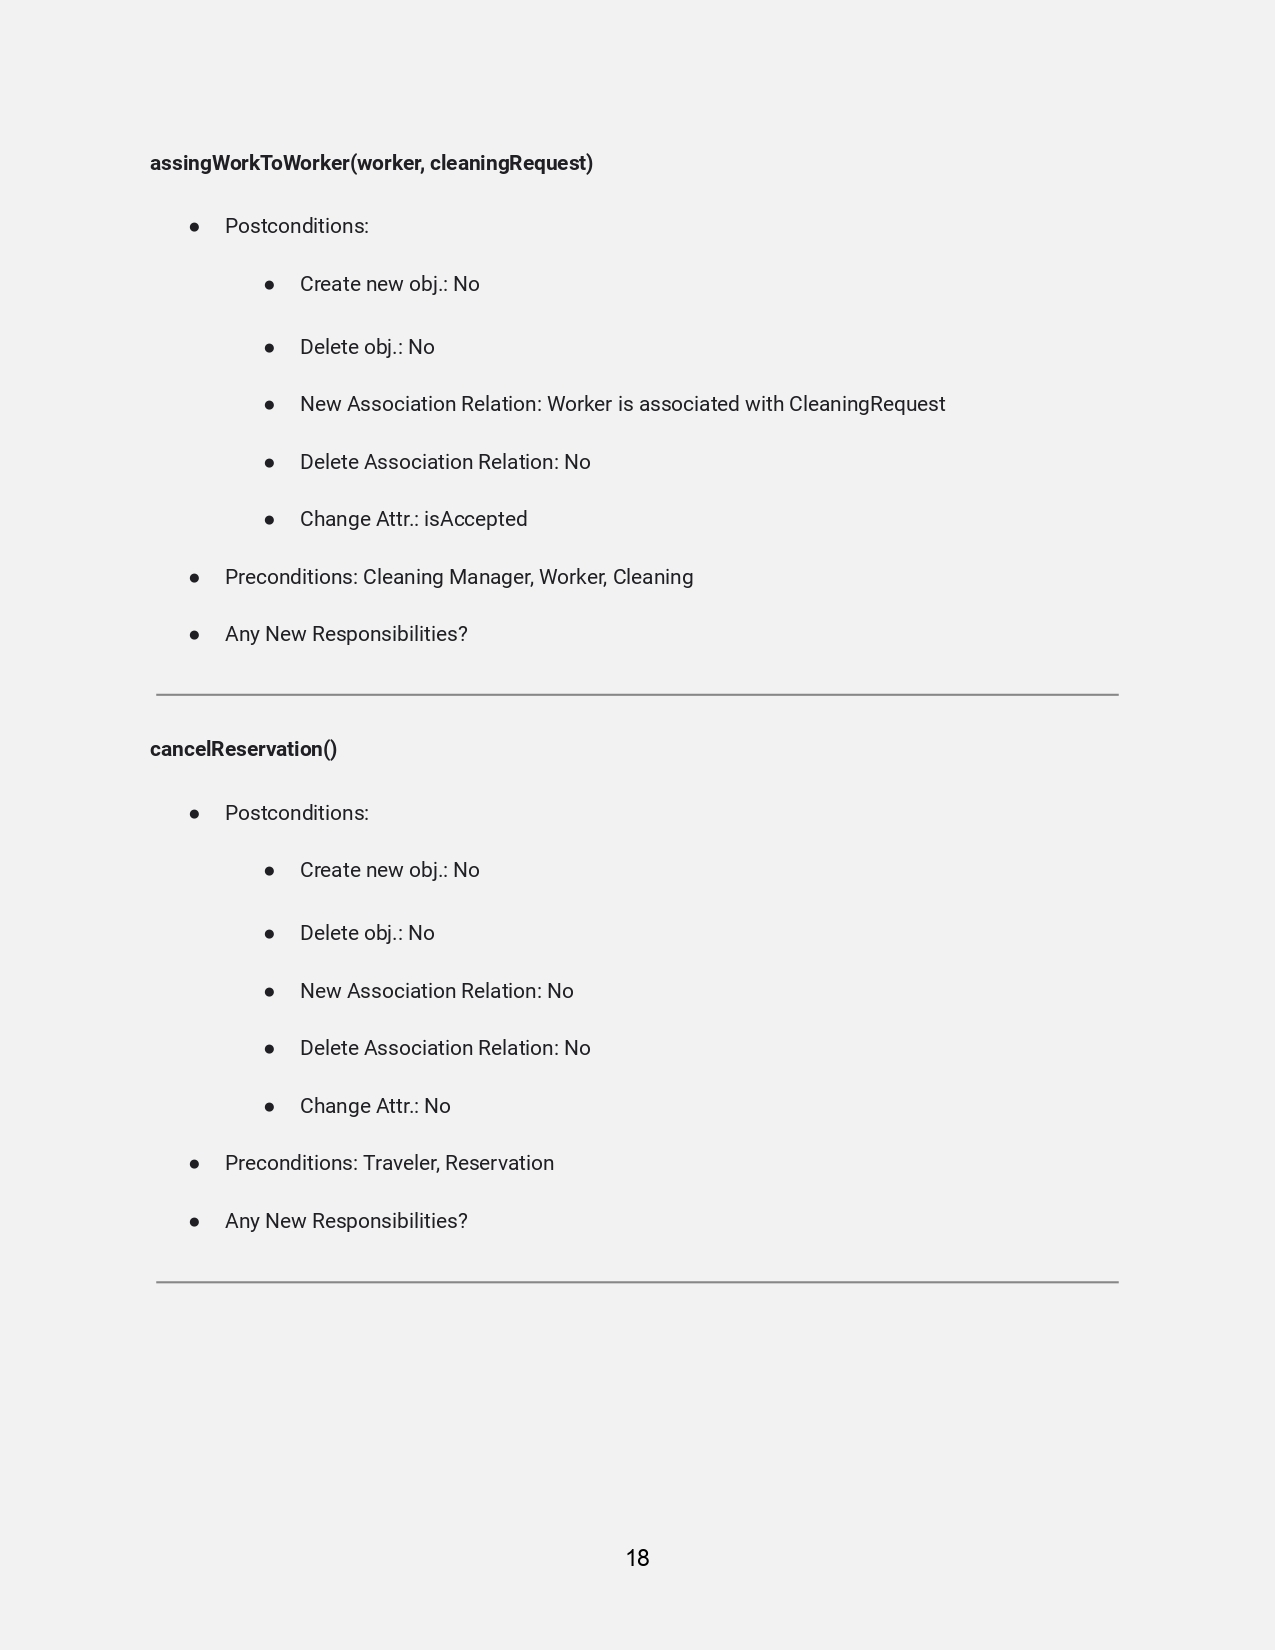 assingWorkToWorker(worker, cleaningRequest)
● Postconditions:
● Create new obj.: No
● Delete obj.: No
● New Association Relation: Worker is associated with CleaningRequest
● Delete Association Relation: No
● Change Attr.: isAccepted
● Preconditions: Cleaning Manager, Worker, Cleaning
● Any New Responsibilities?
cancelReservation()
● Postconditions:
● Create new obj.: No
● Delete obj.: No
● New Association Relation: No
● Delete Association Relation: No
● Change Attr.: No
● Preconditions: Traveler, Reservation
● Any New Responsibilities?
18